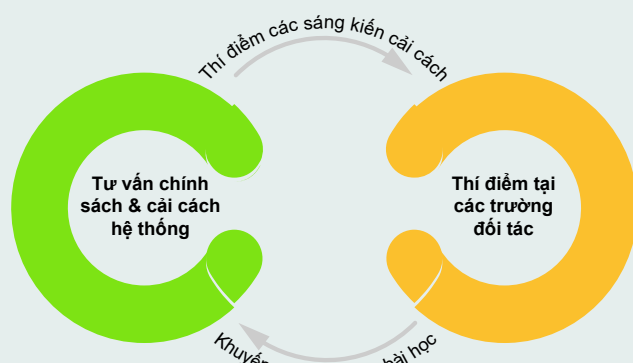 Thí điểm các sáng kiến cải cách
Tư vấn chính
sách & cải cách
hệ thống
Thí điểm tại
các trường
đối tác
bài học